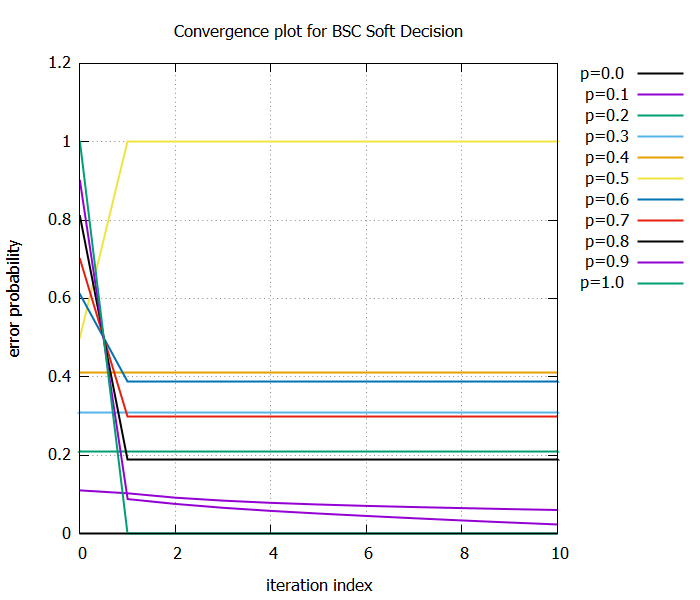 Convergence plot for BSC Soft Decision
1.2
1
0.8
0.6
0.4
0.2
0
error probability
0 2 4 6 8 10
iteration index
p=0.0
p=0.1
p=0.2
p=0.3
p=0.4
p=0.5
p=0.6
p=0.7
p=0.8
p=0.9
p=1.0